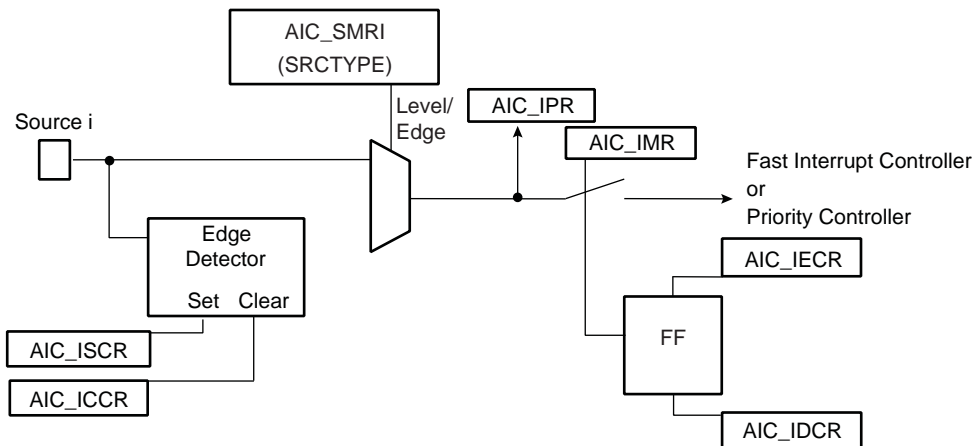 AIC_SMRI
(SRCTYPE)
Level/
Edge
AIC_IPR
Source i
AIC_IMR
Fast Interrupt Controller
or
Priority Controller
Edge
Detector
Set Clear
AIC_IECR
FF
AIC_ISCR
AIC_ICCR
AIC_IDCR